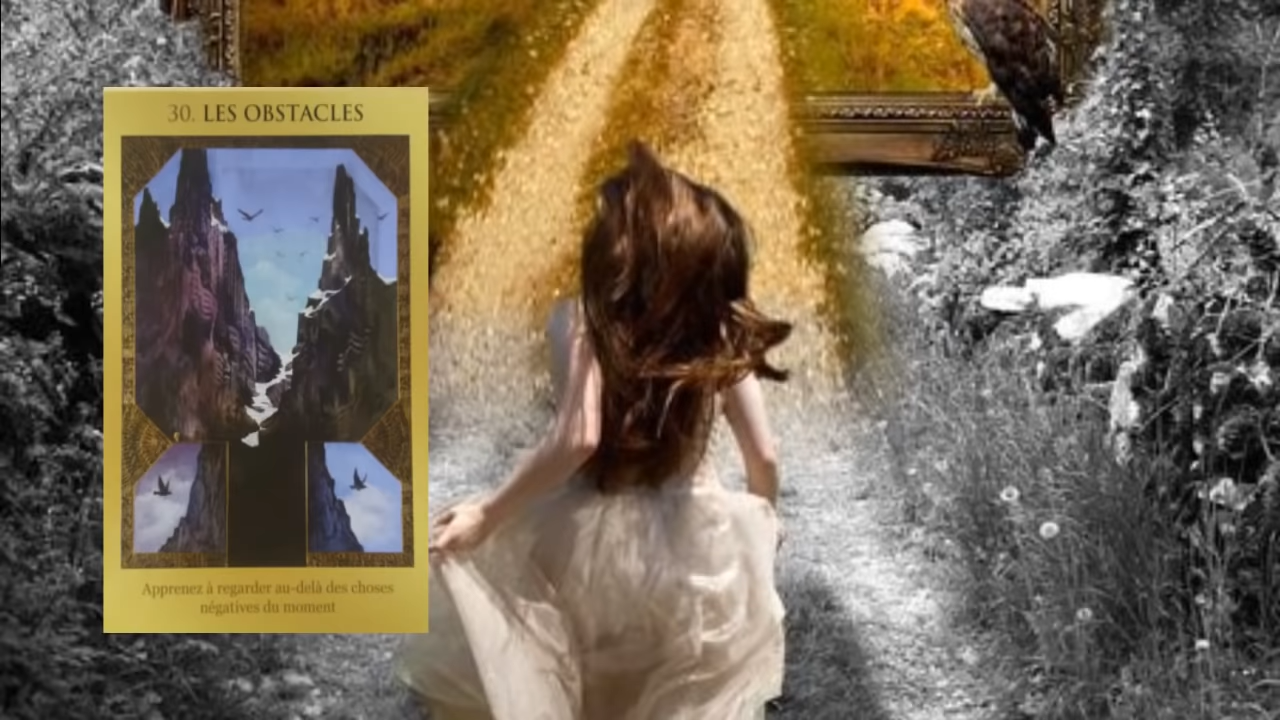 30. LES OBSTACLES
Apprenez à regarder au-delà des choses
négatives du moment